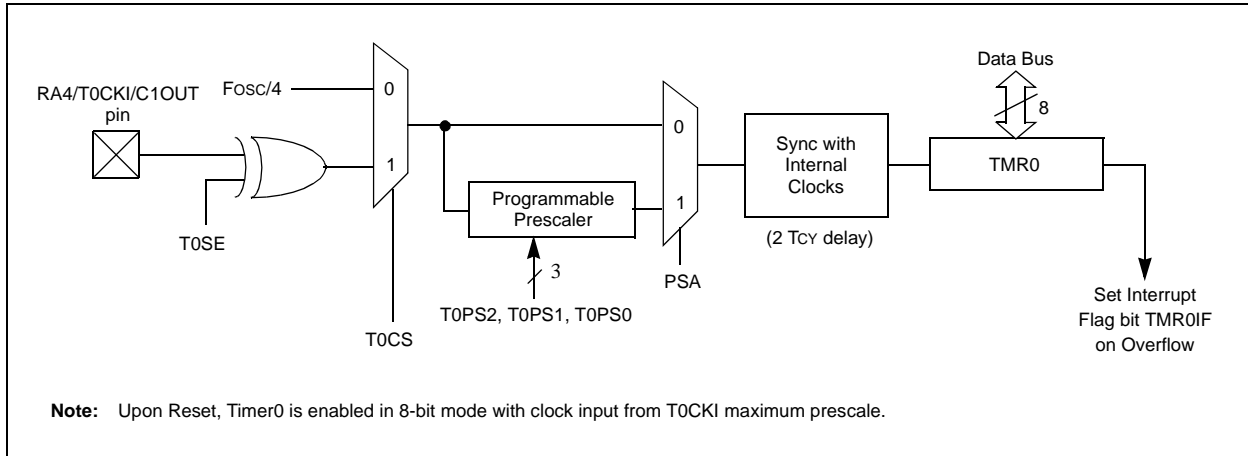 RA4/T0CKI/C1OUT
pin
FOSC/4
0
1
T0SE
T0CS
Programmable
Prescaler
3
T0PS2, T0PS1, T0PS0
0
1
PSA
Sync with
Internal
Clocks
(2 TCY delay)
Data Bus
8
TMR0
Set Interrupt
Flag bit TMR0IF
on Overflow
Note: Upon Reset, Timer0 is enabled in 8-bit mode with clock input from T0CKI maximum prescale.